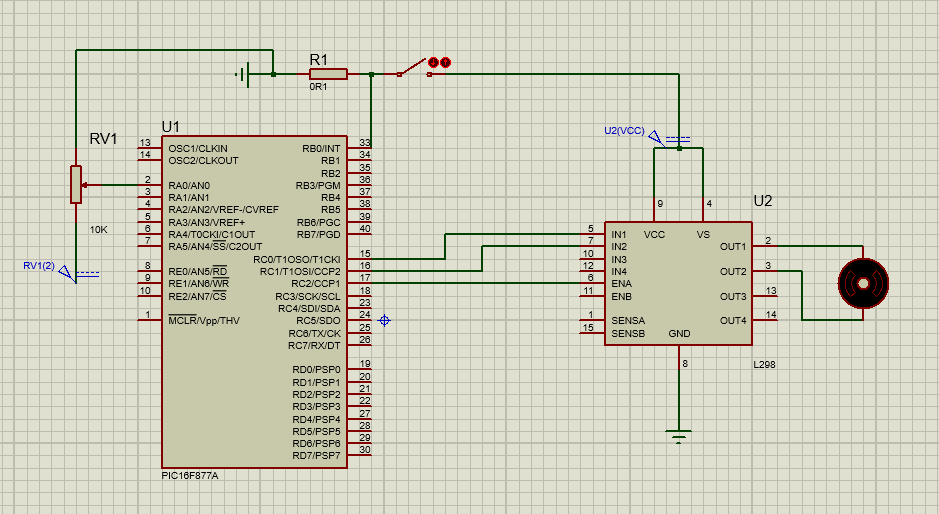 R1
0R1
RV1
10K
RV1(2)
U1
13 OSC1/CLKIN
14 OSC2/CLKOUT
2 RA0/AN0
3 RA1/AN1
4 RA2/AN2/VREF-/CVREF
5 RA3/AN3/VREF+
6 RA4/T0CKI/C1OUT
7 RA5/AN4/SS/C2OUT
8 RE0/AN5/RD
9 RE1/AN6/WR
10 RE2/AN7/CS
1 MCLR/Vpp/THV
RB0/INT 33
RB1 34
RB2 35
RB3/PGM 36
RB4 37
RB5 38
RB6/PGC 39
RB7/PGD 40
RC0/T1OSO/T1CKI 15
RC1/T1OSI/CCP2 16
RC2/CCP1 17
RC3/SCK/SCL 18
RC4/SDI/SDA 23
RC5/SDO 24
RC6/TX/CK 25
RC7/RX/DT 26
RD0/PSP0 19
RD1/PSP1 20
RD2/PSP2 21
RD3/PSP3 22
RD4/PSP4 27
RD5/PSP5 28
RD6/PSP6 29
RD7/PSP7 30
PIC16F877A
U2(VCC)
U2
9 4
VCC VS
5 IN1
7 IN2
10 IN3
12 IN4
6 ENA
11 ENB
1 SENSA
15 SENSB
OUT1 2
OUT2 3
OUT3 13
OUT4 14
GND
8
L298